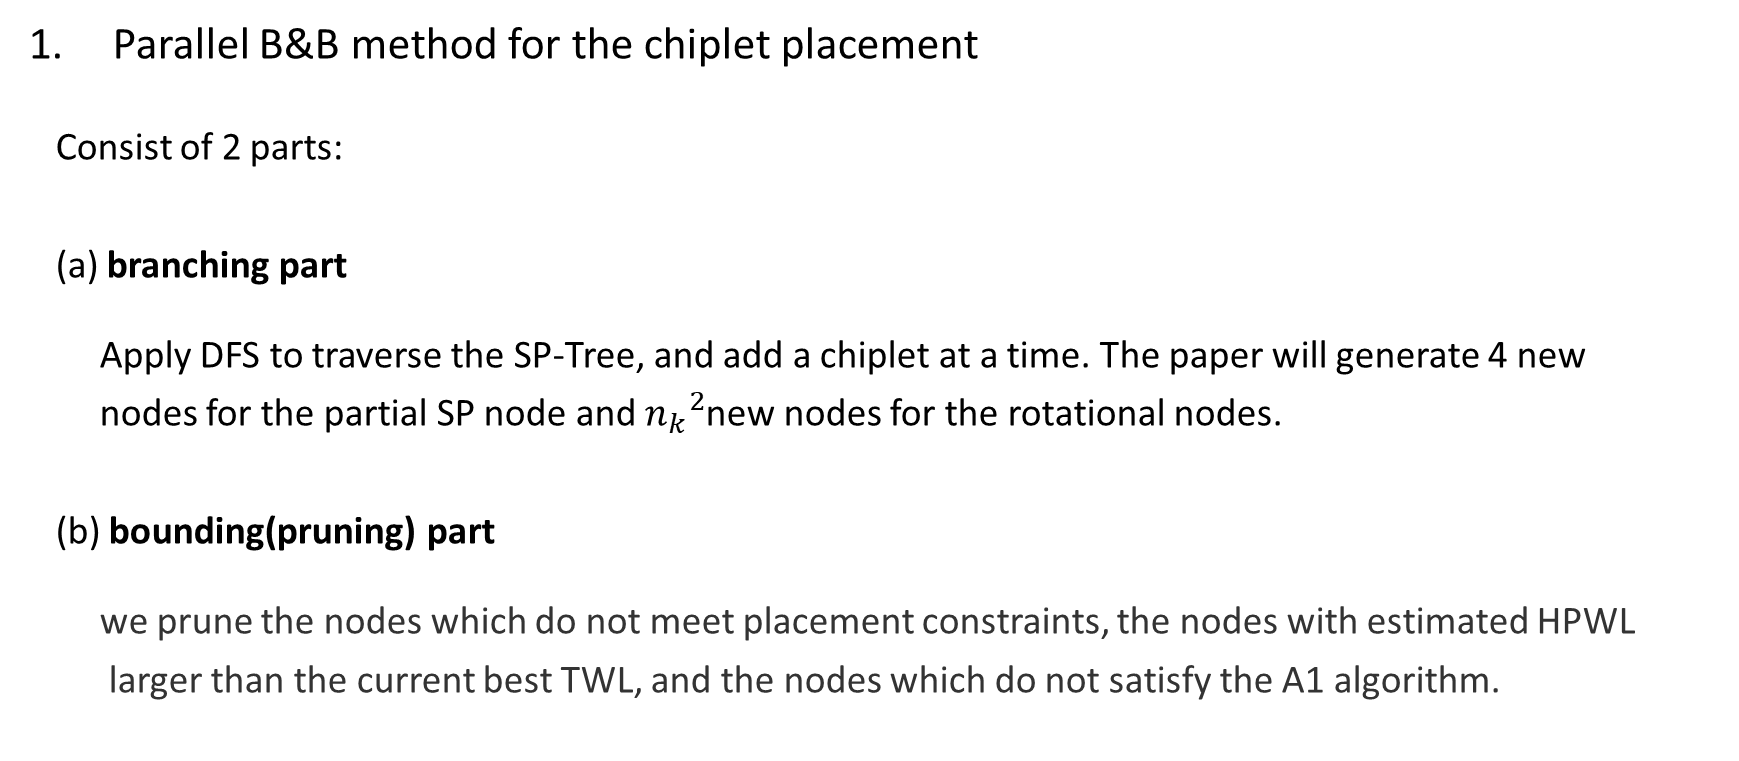 1. Parallel B&B method for the chiplet placement
Consist of 2 parts:
(a) branching part
Apply DFS to traverse the SP-Tree, and add a chiplet at a time. The paper will generate 4 new
nodes for the partial SP node and nₖ²new nodes for the rotational nodes.
(b) bounding(pruning) part
we prune the nodes which do not meet placement constraints, the nodes with estimated HPWL
larger than the current best TWL, and the nodes which do not satisfy the A1 algorithm.